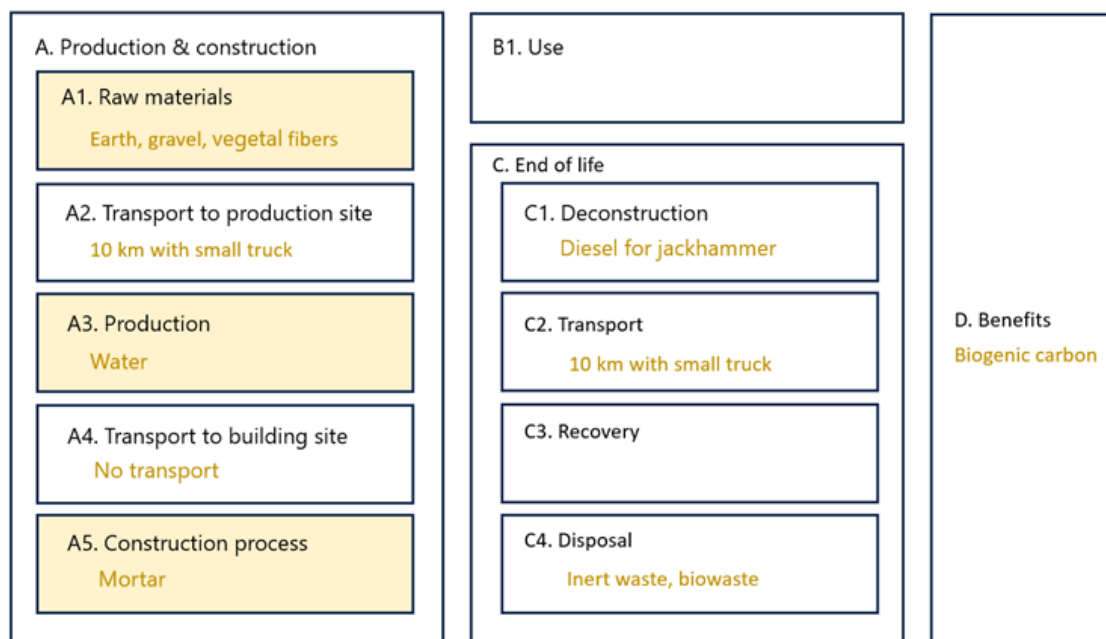 A. Production & construction
A1. Raw materials
Earth, gravel, vegetal fibers
A2. Transport to production site
10 km with small truck
A3. Production
Water
A4. Transport to building site
No transport
A5. Construction process
Mortar
B1. Use
C. End of life
C1. Deconstruction
Diesel for jackhammer
C2. Transport
10 km with small truck
C3. Recovery
C4. Disposal
Inert waste, biowaste
D. Benefits
Biogenic carbon